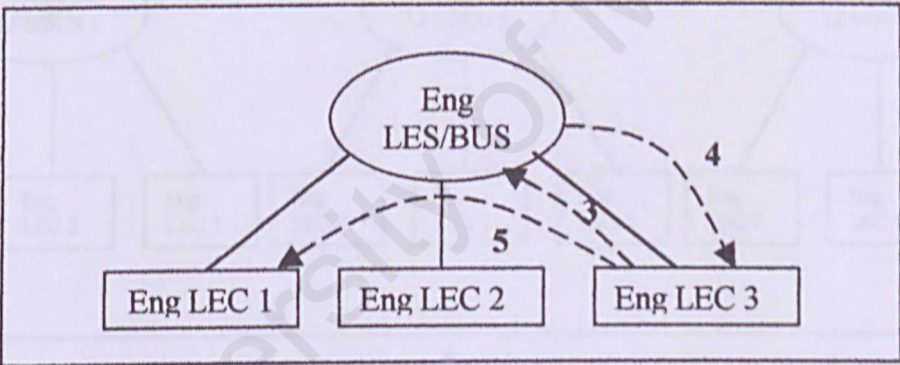 Eng
LES/BUS
4
3
5
Eng LEC 1
Eng LEC 2
Eng LEC 3